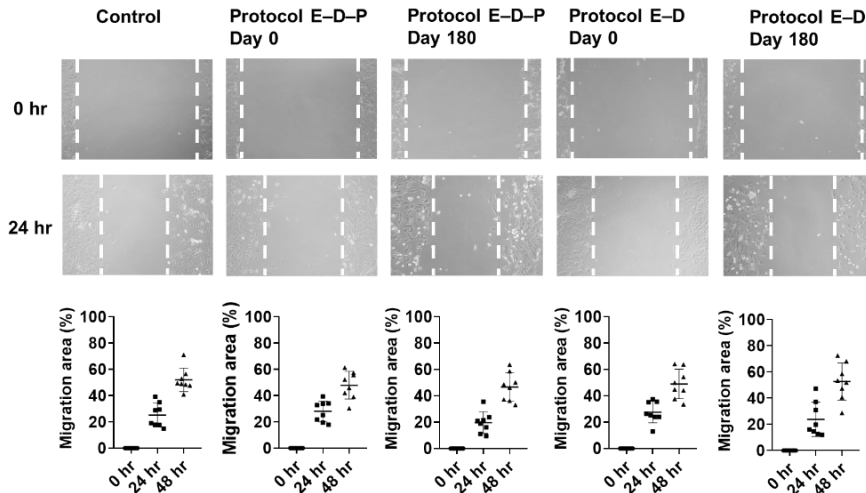 Control
Protocol E–D–P
Day 0
Protocol E–D–P
Day 180
Protocol E–D
Day 0
Protocol E–D
Day 180
0 hr
24 hr
Migration area (%)
100
80
60
40
20
0
0 hr
24 hr
48 hr
Migration area (%)
100
80
60
40
20
0
0 hr
24 hr
48 hr
Migration area (%)
100
80
60
40
20
0
0 hr
24 hr
48 hr
Migration area (%)
100
80
60
40
20
0
0 hr
24 hr
48 hr
Migration area (%)
100
80
60
40
20
0
0 hr
24 hr
48 hr